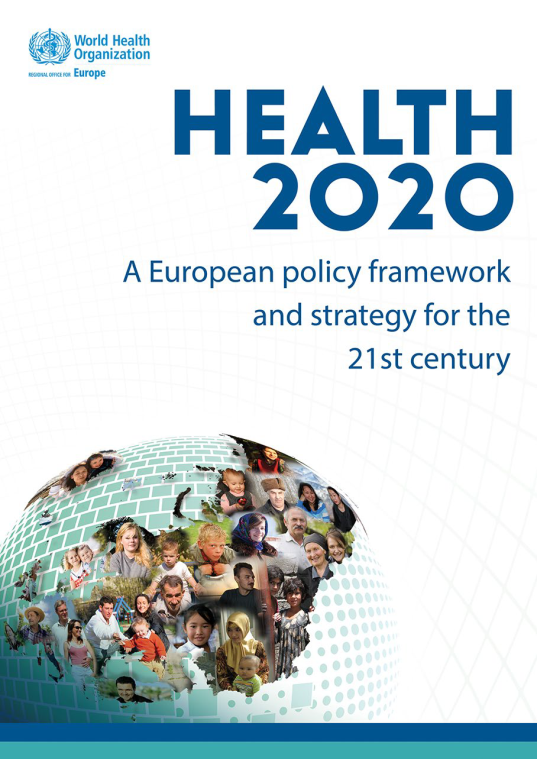 World Health
Organization
REGIONAL OFFICE FOR Europe
HEALTH
2020
A European policy framework
and strategy for the
21st century